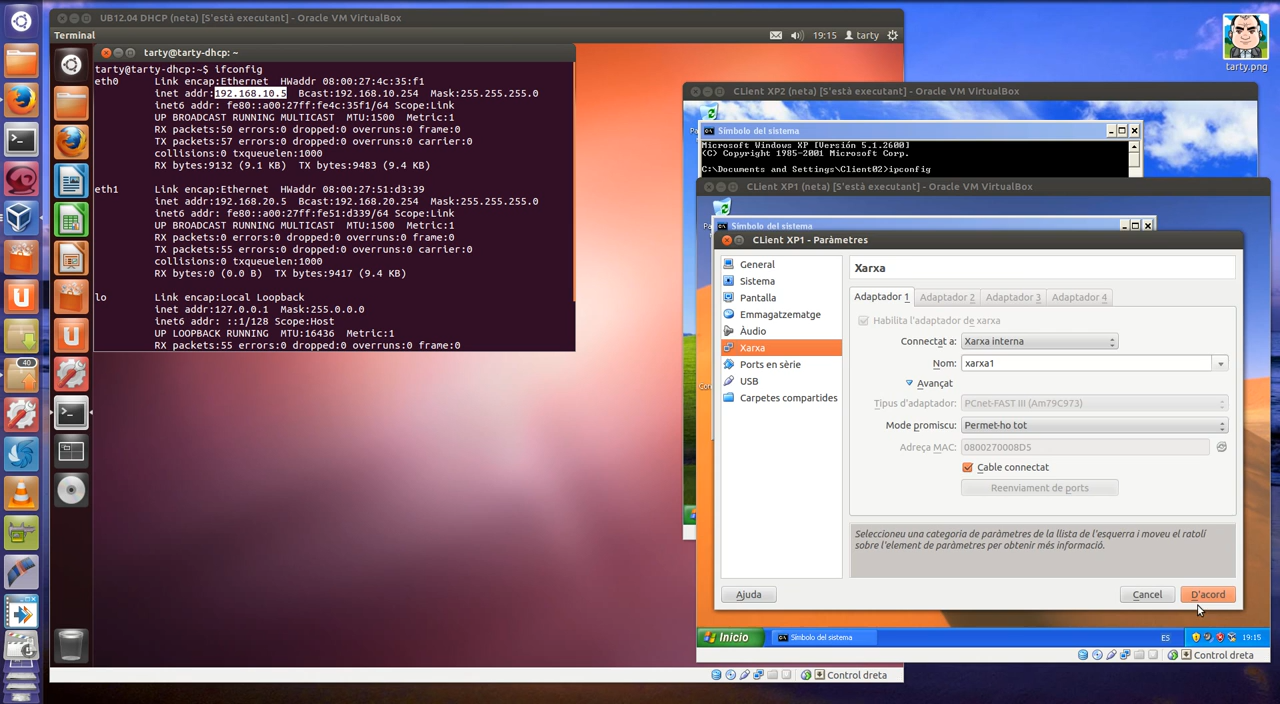 UB12.04 DHCP (neta) [S'està executant] - Oracle VM VirtualBox
Terminal
19:15
tarty
tarty@tarty-dhcp: ~
tarty@tarty-dhcp:~$ ifconfig
eth0 Link encap:Ethernet HWaddr 08:00:27:4c:35:f1
inet addr:192.168.10.5 Bcast:192.168.10.254 Mask:255.255.255.0
inet6 addr: fe80::a00:27ff:fe4c:35f1/64 Scope:Link
UP BROADCAST RUNNING MULTICAST MTU:1500 Metric:1
RX packets:50 errors:0 dropped:0 overruns:0 frame:0
TX packets:57 errors:0 dropped:0 overruns:0 carrier:0
collisions:0 txqueuelen:1000
RX bytes:9132 (9.1 KB) TX bytes:9483 (9.4 KB)
eth1 Link encap:Ethernet HWaddr 08:00:27:51:d3:39
inet addr:192.168.20.5 Bcast:192.168.20.254 Mask:255.255.255.0
inet6 addr: fe80::a00:27ff:fe51:d339/64 Scope:Link
UP BROADCAST RUNNING MULTICAST MTU:1500 Metric:1
RX packets:0 errors:0 dropped:0 overruns:0 frame:0
TX packets:55 errors:0 dropped:0 overruns:0 carrier:0
collisions:0 txqueuelen:1000
RX bytes:0 (0.0 B) TX bytes:9417 (9.4 KB)
lo Link encap:Local Loopback
inet addr:127.0.0.1 Mask:255.0.0.0
inet6 addr: ::1/128 Scope:Host
UP LOOPBACK RUNNING MTU:16436 Metric:1
RX packets:55 errors:0 dropped:0 overruns:0 frame:0
40
Control dreta
tarty.png
CLient XP2 (neta) [S'està executant] - Oracle VM VirtualBox
Símbolo del sistema
Microsoft Windows XP [Versión 5.1.2600]
(C) Copyright 1985-2001 Microsoft Corp.
C:\Documents and Settings\Client02>ipconfig
CLient XP1 (neta) [S'està executant] - Oracle VM VirtualBox
Símbolo del sistema
CLient XP1 - Paràmetres
General
Sistema
Pantalla
Emmagatzematge
Àudio
Xarxa
Ports en sèrie
USB
Carpetes compartides
Xarxa
Adaptador 1 Adaptador 2 Adaptador 3 Adaptador 4
Habilita l'adaptador de xarxa
Connectat a: Xarxa interna
Nom: xarxa1
Avançat
Tipus d'adaptador: PCnet-FAST III (Am79C973)
Mode promiscu: Permet-ho tot
Adreça MAC: 0800270008D5
Cable connectat
Reenviament de ports
Seleccioneu una categoria de paràmetres de la llista de l'esquerra i moveu el ratolí
sobre l'element de paràmetres per obtenir més informació.
Ajuda
Cancel
D'acord
Inicio
Símbolo del sistema
ES
19:15
Control dreta